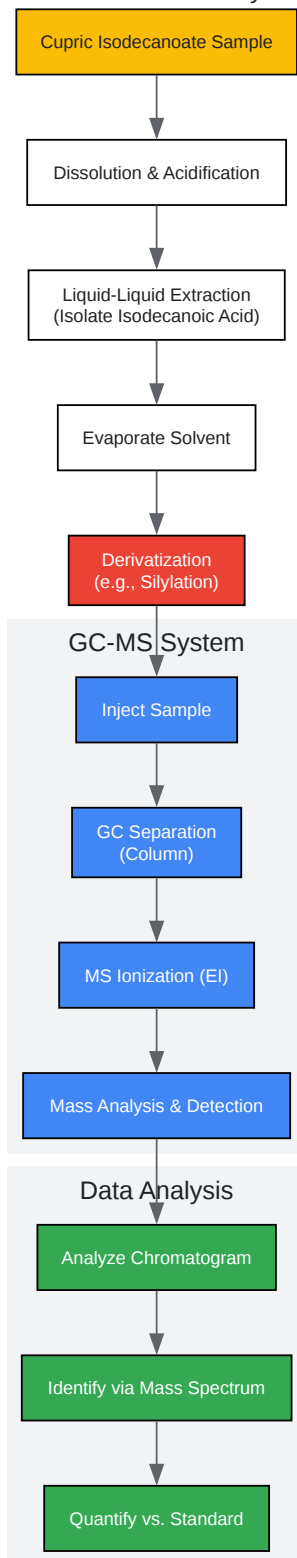 Cupric Isodecanoate Sample
Dissolution & Acidification
Liquid-Liquid Extraction
(Isolate Isodecanoic Acid)
Evaporate Solvent
Derivatization
(e.g., Silylation)
GC-MS System
Inject Sample
GC Separation
(Column)
MS Ionization (EI)
Mass Analysis & Detection
Data Analysis
Analyze Chromatogram
Identify via Mass Spectrum
Quantify vs. Standard